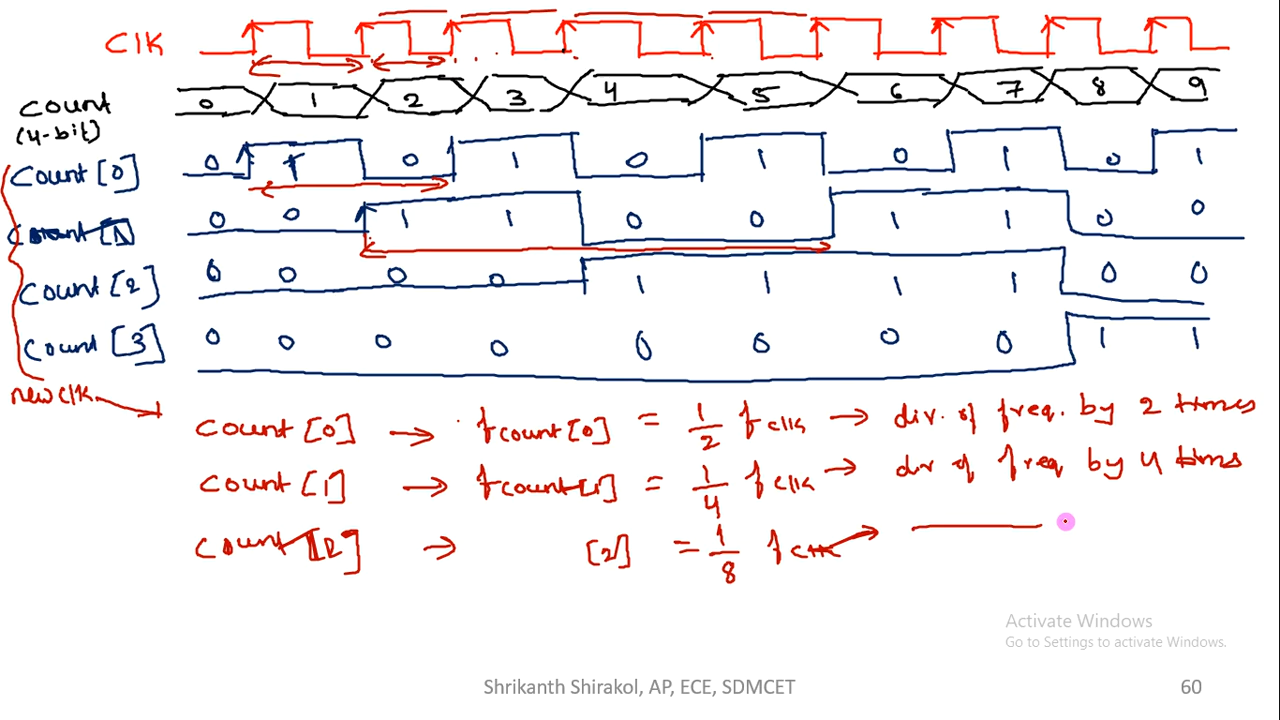 CLK
count 0 1 2 3 4 5 6 7 8 9
(4-bit)
Count [0] 0 1 0 1 0 1 0 1 0 1
Count [1] 0 0 1 1 0 0 1 1 0 0
Count [2] 0 0 0 0 1 1 1 1 0 0
Count [3] 0 0 0 0 0 0 0 0 1 1
new clk
Count [0] → fcount[0] = 1/2 fclk → div. of freq. by 2 times
Count [1] → fcount[1] = 1/4 fclk → div of freq by 4 times
Count [2] → [2] = 1/8 fclk →
Activate Windows
Go to Settings to activate Windows.
Shrikanth Shirakol, AP, ECE, SDMCET 60